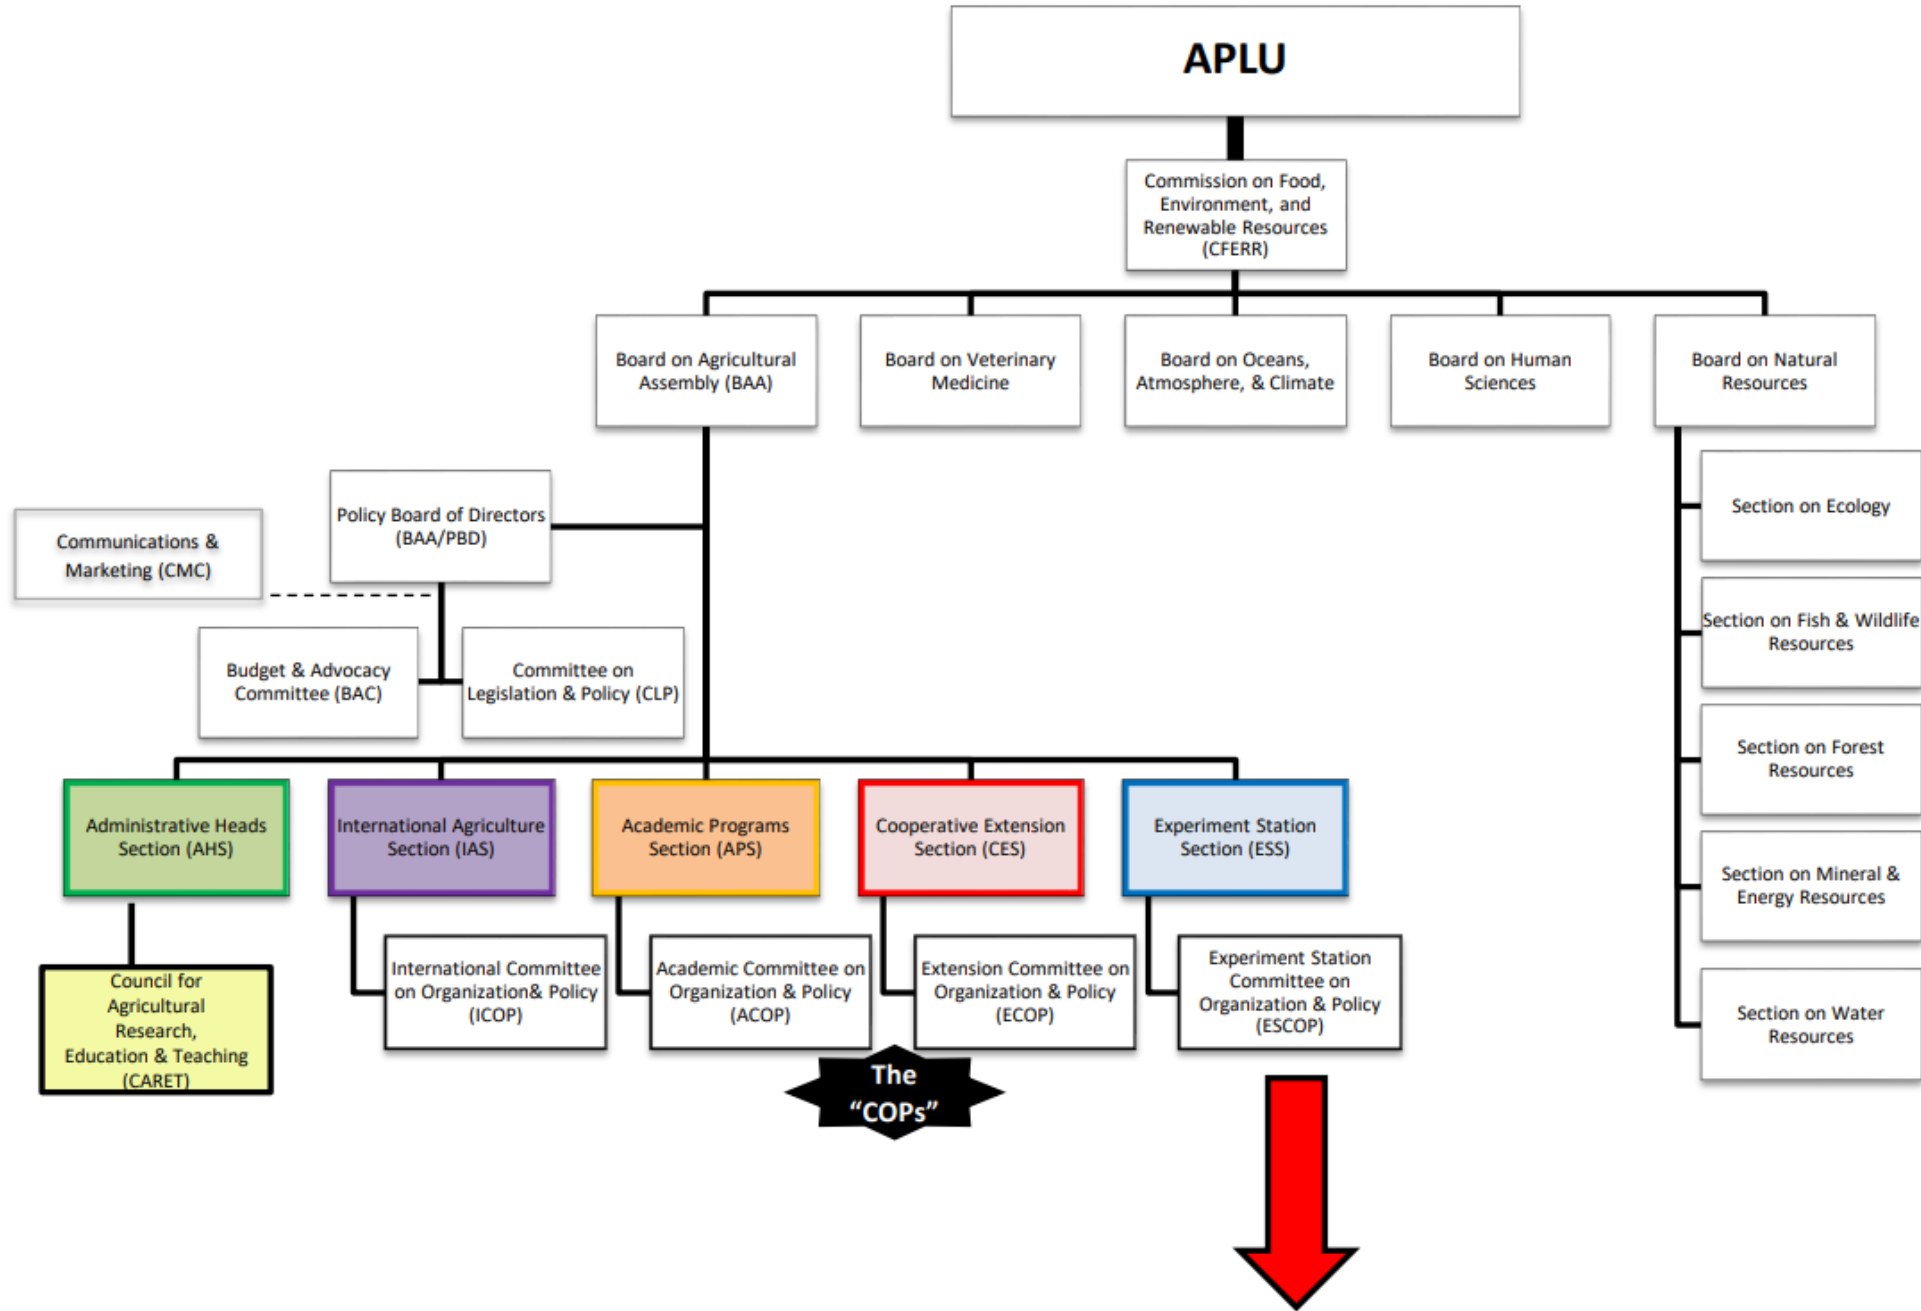 APLU
Commission on Food,
Environment, and
Renewable Resources
(CFERR)
Board on Agricultural
Assembly (BAA)
Board on Veterinary
Medicine
Board on Oceans,
Atmosphere, & Climate
Board on Human
Sciences
Board on Natural
Resources
Policy Board of Directors
(BAA/PBD)
Communications &
Marketing (CMC)
Budget & Advocacy
Committee (BAC)
Committee on
Legislation & Policy (CLP)
Section on Ecology
Section on Fish & Wildlife
Resources
Section on Forest
Resources
Section on Mineral &
Energy Resources
Section on Water
Resources
Administrative Heads
Section (AHS)
International Agriculture
Section (IAS)
Academic Programs
Section (APS)
Cooperative Extension
Section (CES)
Experiment Station
Section (ESS)
Council for
Agricultural
Research,
Education & Teaching
(CARET)
International Committee
on Organization& Policy
(ICOP)
Academic Committee on
Organization & Policy
(ACOP)
Extension Committee on
Organization & Policy
(ECOP)
Experiment Station
Committee on
Organization & Policy
(ESCOP)
The
“COPs”